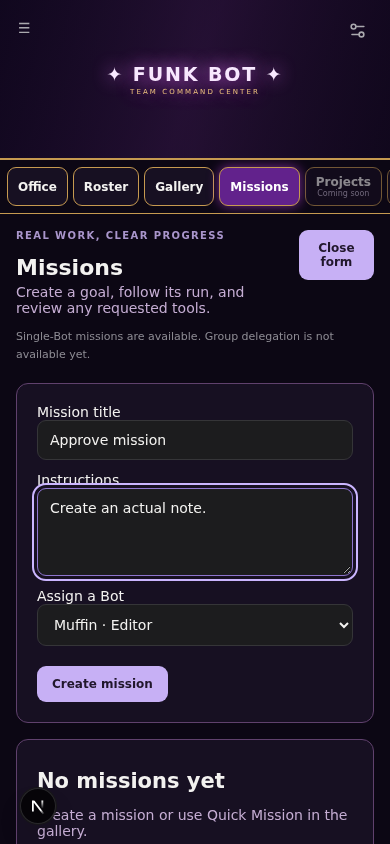 ✦ FUNK BOT ✦
TEAM COMMAND CENTER
Office
Roster
Gallery
Missions
Projects
Coming soon
REAL WORK, CLEAR PROGRESS
Close
form
Missions
Create a goal, follow its run, and
review any requested tools.
Single-Bot missions are available. Group delegation is not
available yet.
Mission title
Approve mission
Instructions
Create an actual note.
Assign a Bot
Muffin · Editor
Create mission
No missions yet
Create a mission or use Quick Mission in the
gallery.
N